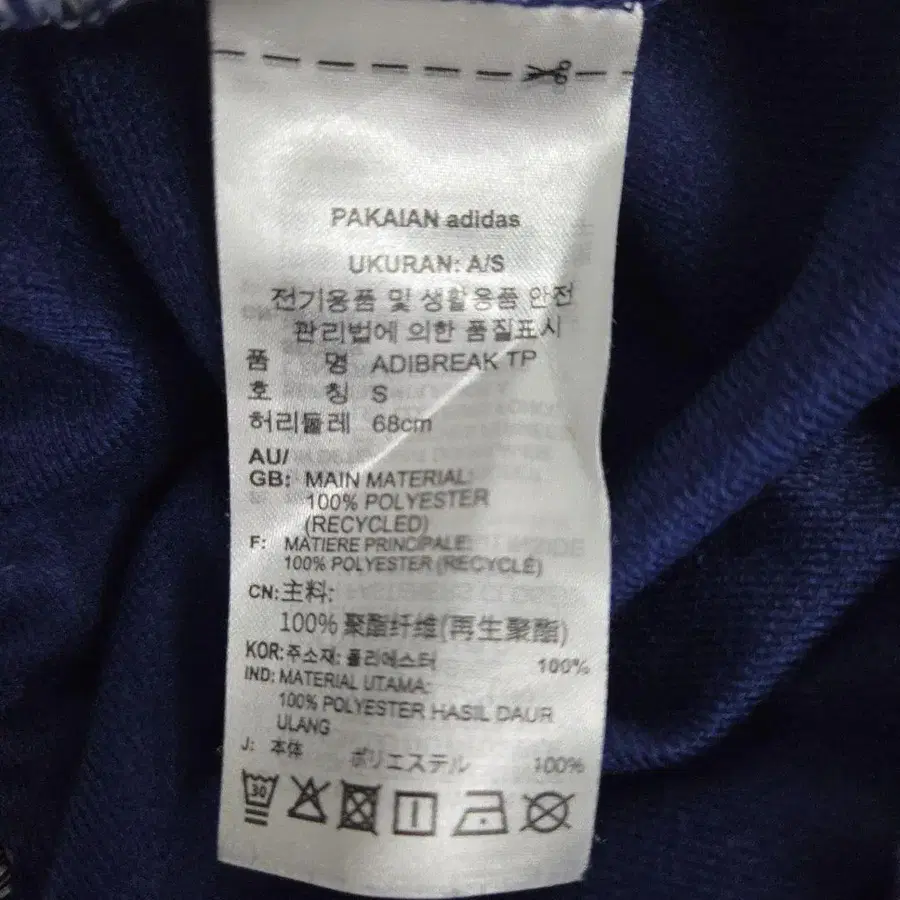 PAKAIAN adidas
UKURAN: A/S
전기용품 및 생활용품 안전
관리법에 의한 품질표시
품 명 ADIBREAK TP
호 칭 S
허리둘레 68cm
AU/
GB: MAIN MATERIAL:
100% POLYESTER
(RECYCLED)
F: MATIERE PRINCIPALE:
100% POLYESTER (RECYCLÉ)
CN:主料:
100% 聚酯纤维(再生聚酯)
KOR:주소재: 폴리에스터 100%
IND: MATERIAL UTAMA:
100% POLYESTER HASIL DAUR
ULANG
J: 本体 ポリエステル 100%
30